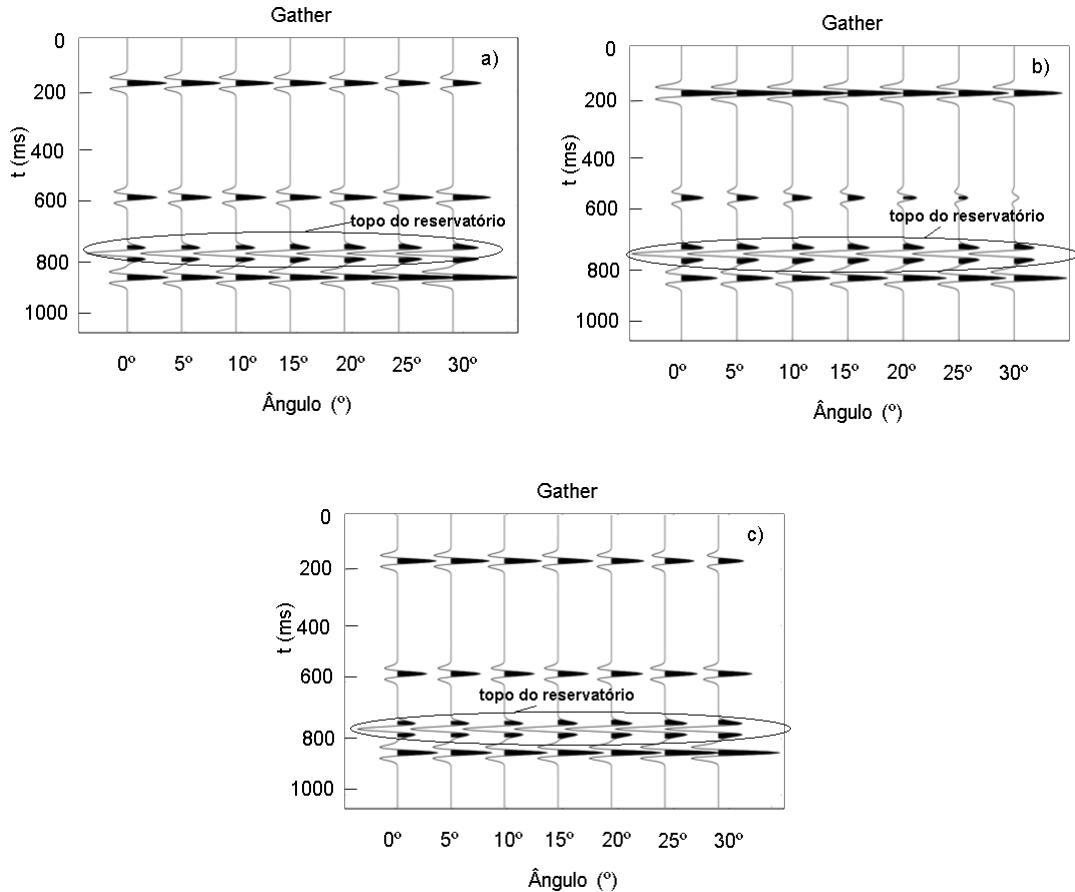 Gather
a)
0
200
400
600
800
1000
t (ms)
topo do reservatório
0º 5º 10º 15º 20º 25º 30º
Ângulo (º)
Gather
b)
0
200
400
600
800
1000
t (ms)
topo do reservatório
0º 5º 10º 15º 20º 25º 30º
Ângulo (º)
Gather
c)
0
200
400
600
800
1000
t (ms)
topo do reservatório
0º 5º 10º 15º 20º 25º 30º
Ângulo (º)